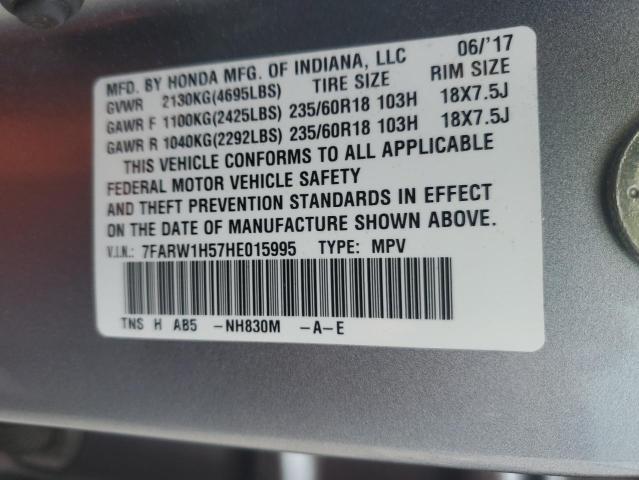 MFD. BY HONDA MFG. OF INDIANA, LLC 06/'17
GVWR 2130KG(4695LBS) TIRE SIZE RIM SIZE
GAWR F 1100KG(2425LBS) 235/60R18 103H 18X7.5J
GAWR R 1040KG(2292LBS) 235/60R18 103H 18X7.5J
THIS VEHICLE CONFORMS TO ALL APPLICABLE
FEDERAL MOTOR VEHICLE SAFETY
AND THEFT PREVENTION STANDARDS IN EFFECT
ON THE DATE OF MANUFACTURE SHOWN ABOVE.
V.I.N.: 7FARW1H57HE015995 TYPE: MPV
TNS H AB5 -NH830M -A-E